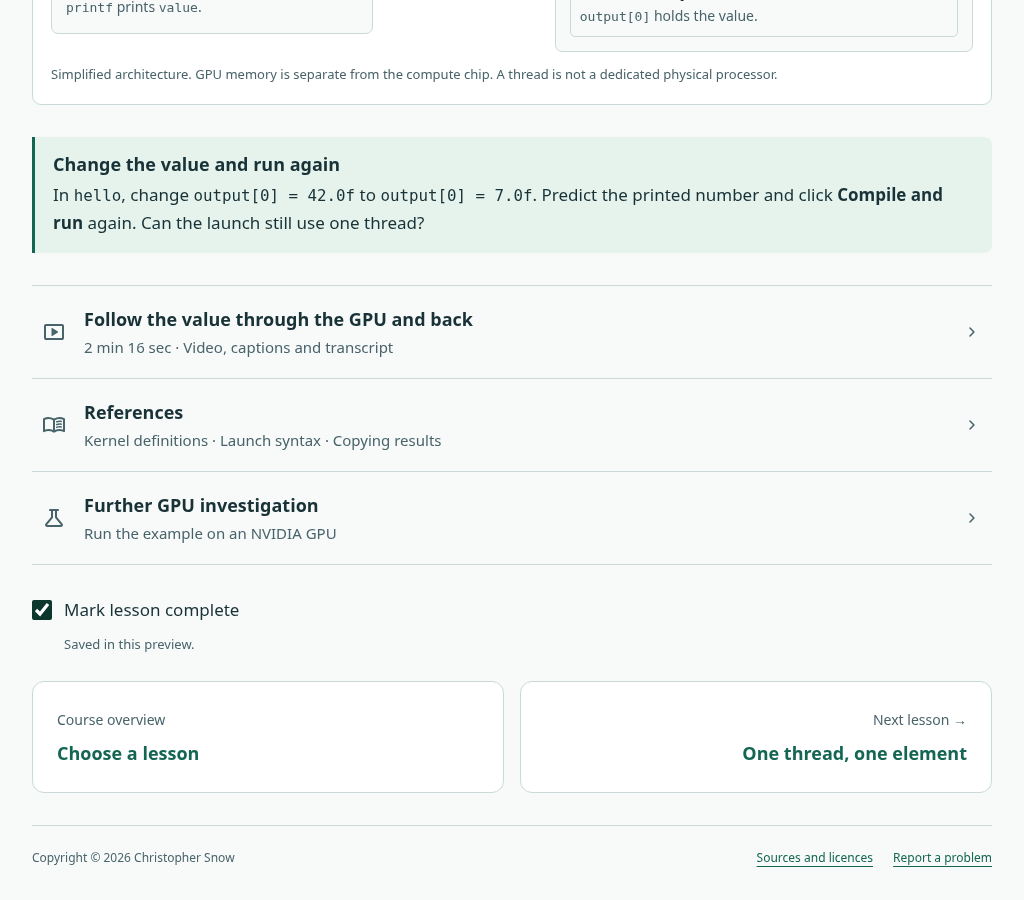 printf prints value.
output[0] holds the value.
Simplified architecture. GPU memory is separate from the compute chip. A thread is not a dedicated physical processor.
Change the value and run again
In hello, change output[0] = 42.0f to output[0] = 7.0f. Predict the printed number and click Compile and
run again. Can the launch still use one thread?
Follow the value through the GPU and back
2 min 16 sec · Video, captions and transcript
References
Kernel definitions · Launch syntax · Copying results
Further GPU investigation
Run the example on an NVIDIA GPU
Mark lesson complete
Saved in this preview.
Course overview
Choose a lesson
Next lesson →
One thread, one element
Copyright © 2026 Christopher Snow
Sources and licences
Report a problem